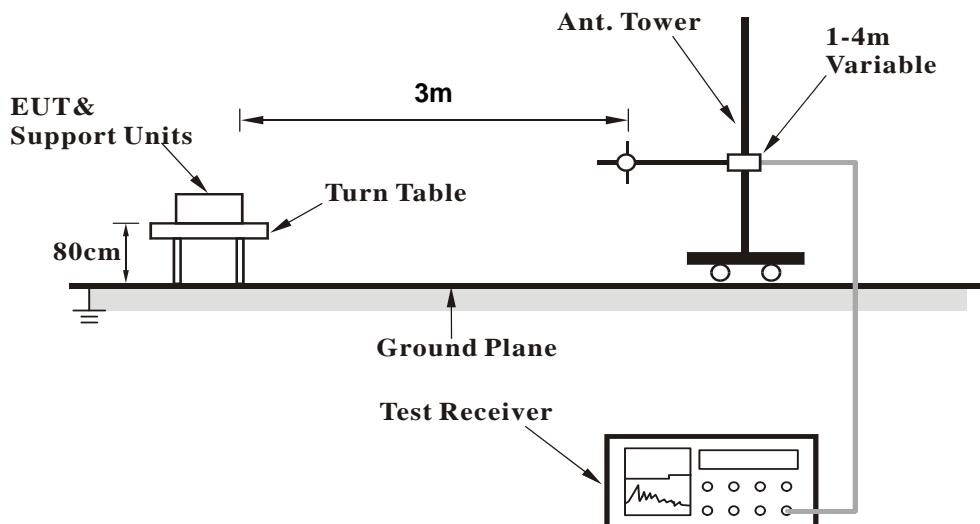 Ant. Tower
1-4m
Variable
3m
EUT&
Support Units
Turn Table
80cm
Ground Plane
Test Receiver